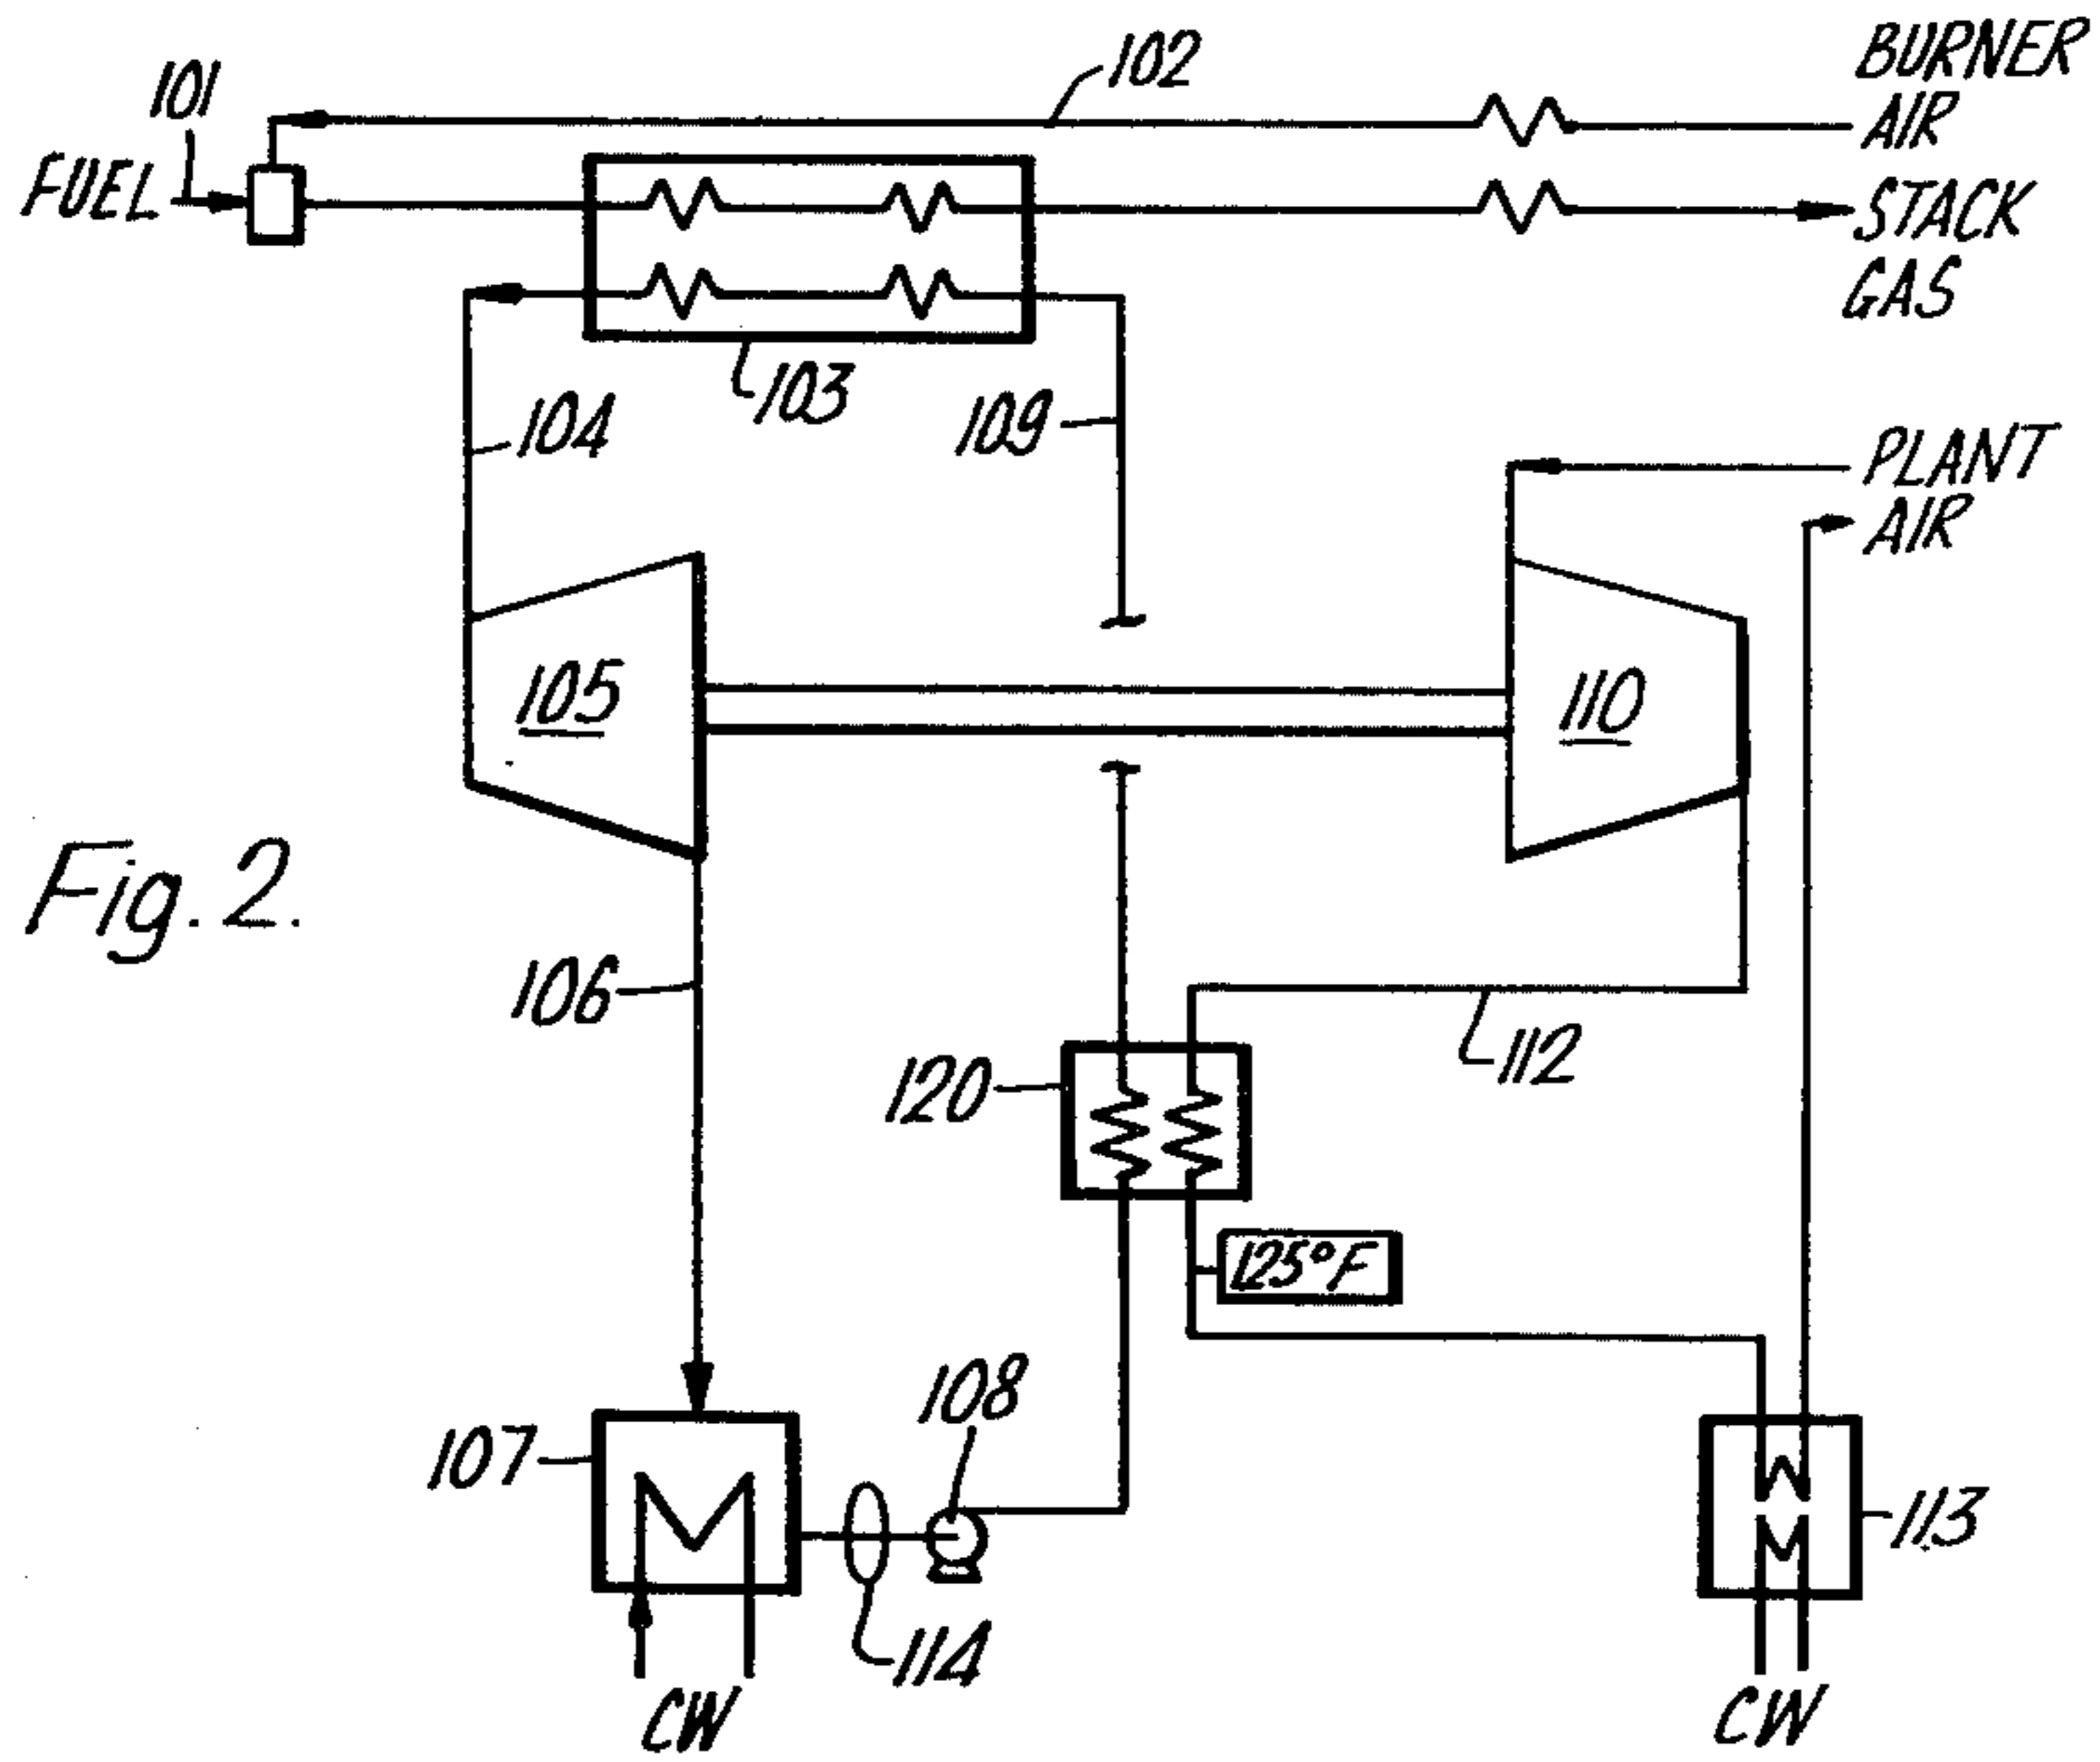 102
BURNER
AIR
101
FUEL
STACK
GAS
103
104
109
PLANT
AIR
105
110
Fig. 2.
106
112
120
125°F
108
107
113
114
CW
CW